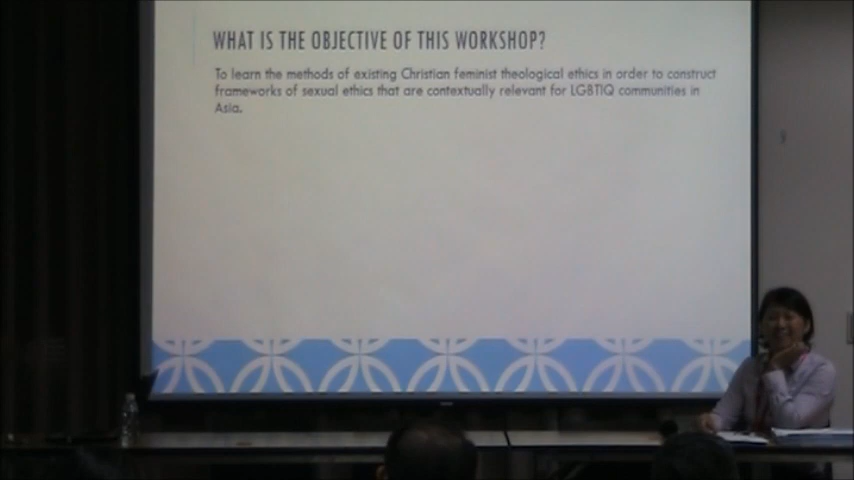 WHAT IS THE OBJECTIVE OF THIS WORKSHOP?
To learn the methods of existing Christian feminist theological ethics in order to construct
frameworks of sexual ethics that are contextually relevant for LGBTIQ communities in
Asia.